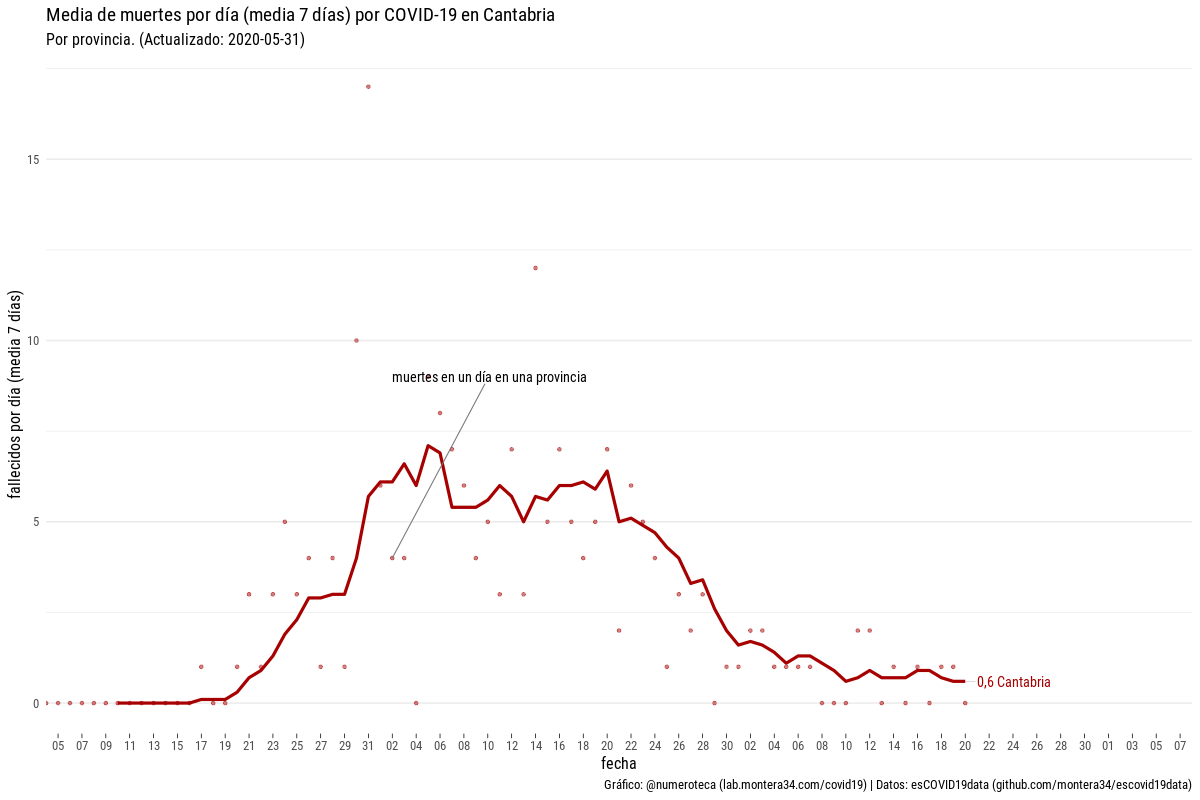 Media de muertes por día (media 7 días) por COVID-19 en Cantabria
Por provincia. (Actualizado: 2020-05-31)
fallecidos por día (media 7 días)
15
10
5
0
muertes en un día en una provincia
0,6 Cantabria
05 07 09 11 13 15 17 19 21 23 25 27 29 31 02 04 06 08 10 12 14 16 18 20 22 24 26 28 30 02 04 06 08 10 12 14 16 18 20 22 24 26 28 30 01 03 05 07
fecha
Gráfico: @numeroteca (lab.montera34.com/covid19) | Datos: esCOVID19data (github.com/montera34/escovid19data)